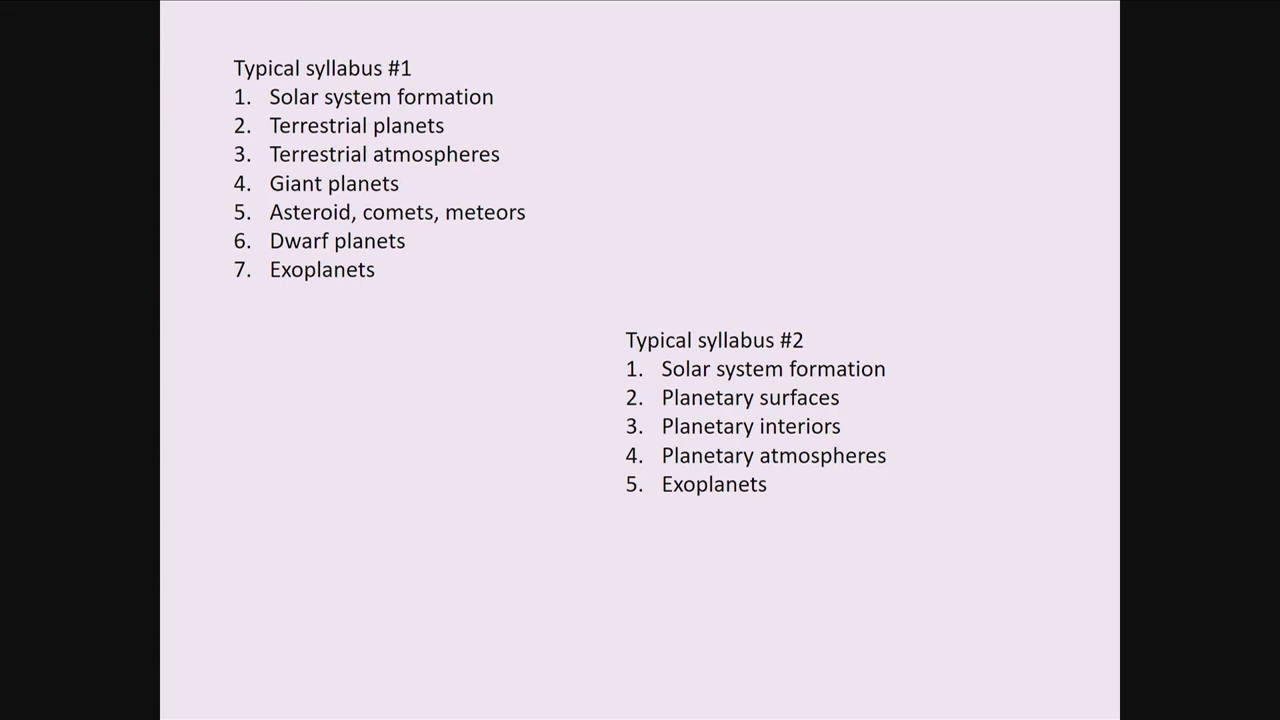 Typical syllabus #1
1. Solar system formation
2. Terrestrial planets
3. Terrestrial atmospheres
4. Giant planets
5. Asteroid, comets, meteors
6. Dwarf planets
7. Exoplanets
Typical syllabus #2
1. Solar system formation
2. Planetary surfaces
3. Planetary interiors
4. Planetary atmospheres
5. Exoplanets